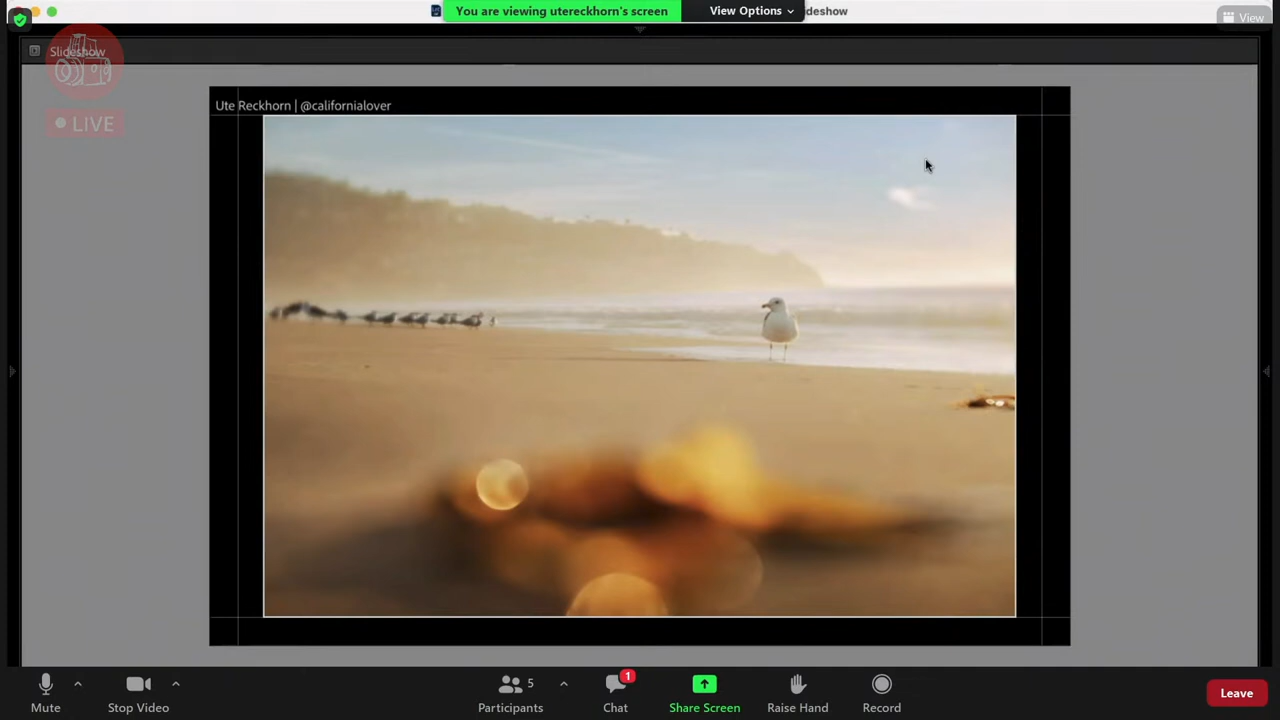 You are viewing utereckhorn's screen
View Options
ideshow
View
Slideshow
LIVE
Ute Reckhorn | @californialover
Mute
Stop Video
5
Participants
1
Chat
Share Screen
Raise Hand
Record
Leave